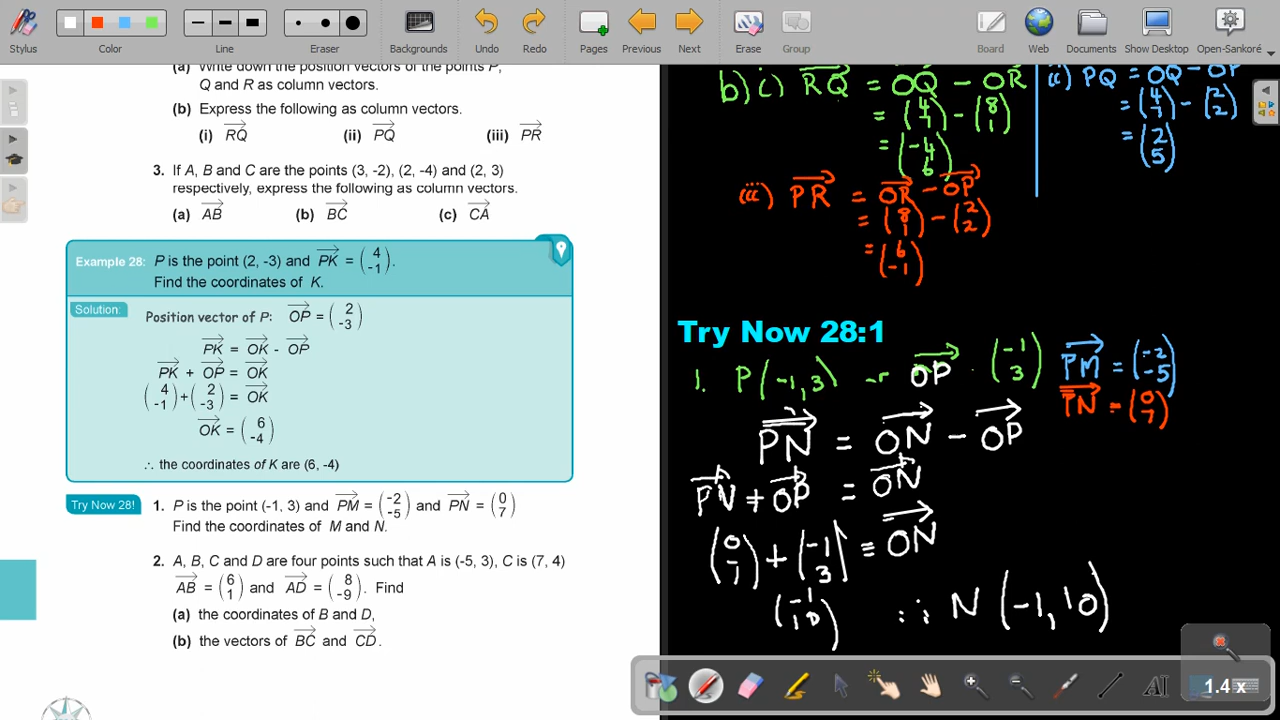 Stylus
Color
Line
Eraser
Backgrounds
Undo
Redo
Pages
Previous
Next
Erase
Group
Board
Web
Documents
Show Desktop
Open-Sankoré
(a) Write down the position vectors of the points P,
Q and R as column vectors.
(b) Express the following as column vectors.
(i) RQ (ii) PQ (iii) PR
3. If A, B and C are the points (3, -2), (2, -4) and (2, 3)
respectively, express the following as column vectors.
(a) AB (b) BC (c) CA
Example 28: P is the point (2, -3) and PK = (4 -1).
Find the coordinates of K.
Solution:
Position vector of P: OP = (2 -3)
PK = OK - OP
PK + OP = OK
(4 -1) + (2 -3) = OK
OK = (6 -4)
∴ the coordinates of K are (6, -4)
Try Now 28!
1. P is the point (-1, 3) and PM = (-2 -5) and PN = (0 7)
Find the coordinates of M and N.
2. A, B, C and D are four points such that A is (-5, 3), C is (7, 4)
AB = (6 1) and AD = (8 -9). Find
(a) the coordinates of B and D,
(b) the vectors of BC and CD.
b) i) RQ = OQ - OR
= (4 7) - (8 1)
= (-4 6)
ii) PQ = OQ - OP
= (4 7) - (2 2)
= (2 5)
(iii) PR = OR - OP
= (8 1) - (2 2)
= (6 -1)
Try Now 28:1
1. P(-1, 3) OP (-1 3)
PM = (-2 -5)
PN = (0 7)
PN = ON - OP
PN + OP = ON
(0 7) + (-1 3) = ON
(-1 10) ∴ N (-1, 10)
1.4 x